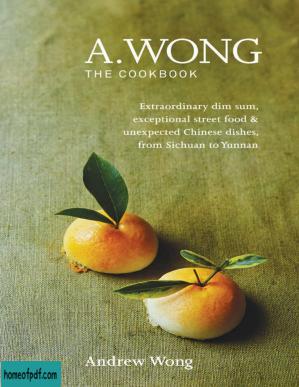 A.WONG
THE COOKBOOK
Extraordinary dim sum,
exceptional street food &
unexpected Chinese dishes,
from Sichuan to Yunnan
Andrew Wong
homeofpdf.com